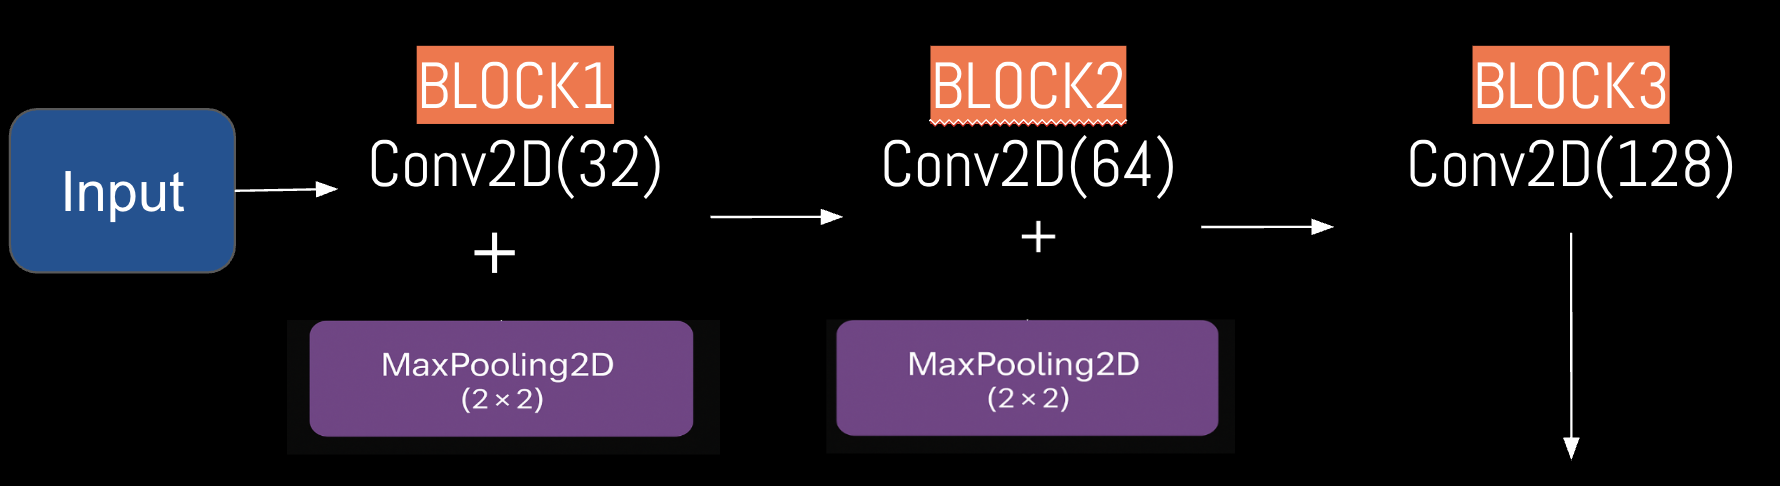 Input
BLOCK1
Conv2D(32)
+
MaxPooling2D
(2 × 2)
BLOCK2
Conv2D(64)
+
MaxPooling2D
(2 × 2)
BLOCK3
Conv2D(128)